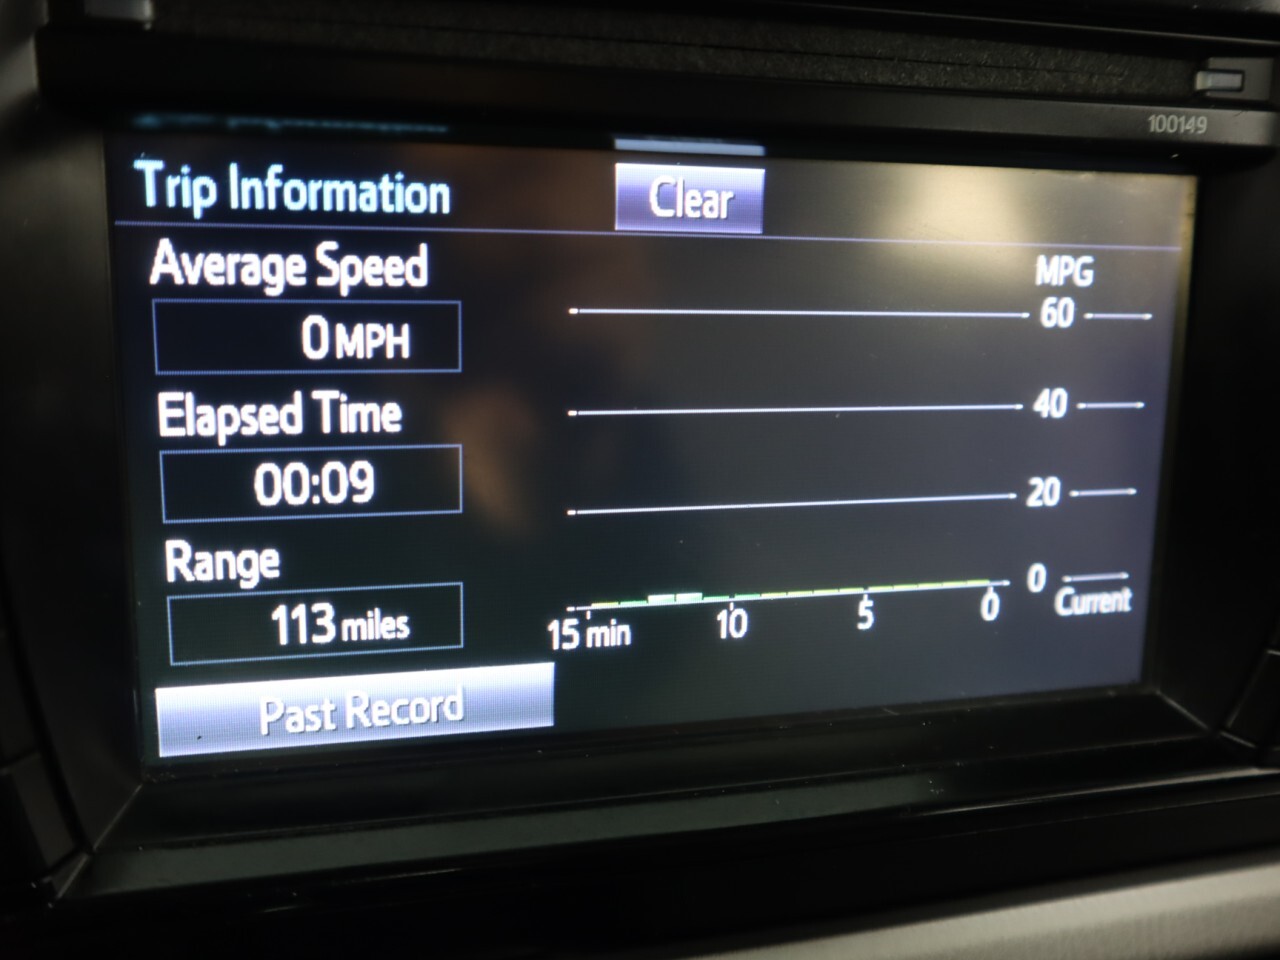 100149
Trip Information
Clear
Average Speed
0 MPH
Elapsed Time
00:09
Range
113 miles
Past Record
MPG
60
40
20
0
15 min 10 5 0 Current